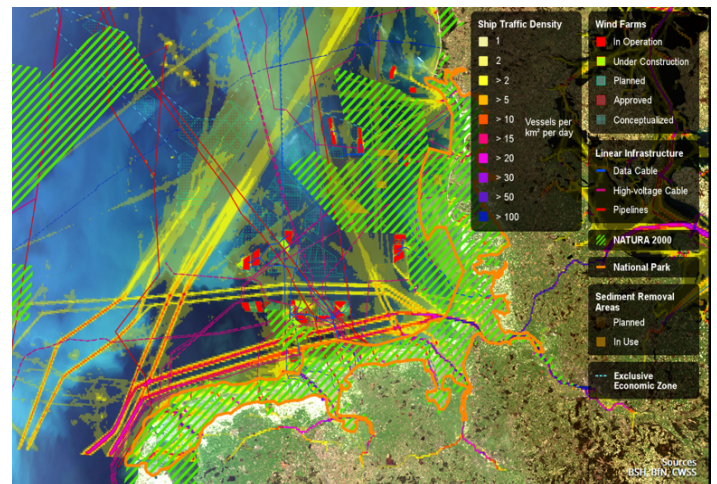 Ship Traffic Density
1
2
> 2
> 5
> 10
> 15
> 20
> 30
> 50
> 100
Vessels per
km² per day
Wind Farms
In Operation
Under Construction
Planned
Approved
Conceptualized
Linear Infrastructure
Data Cable
High-voltage Cable
Pipelines
NATURA 2000
National Park
Sediment Removal
Areas
Planned
In Use
Exclusive
Economic Zone
Sources
BSH, BfN, CWSS